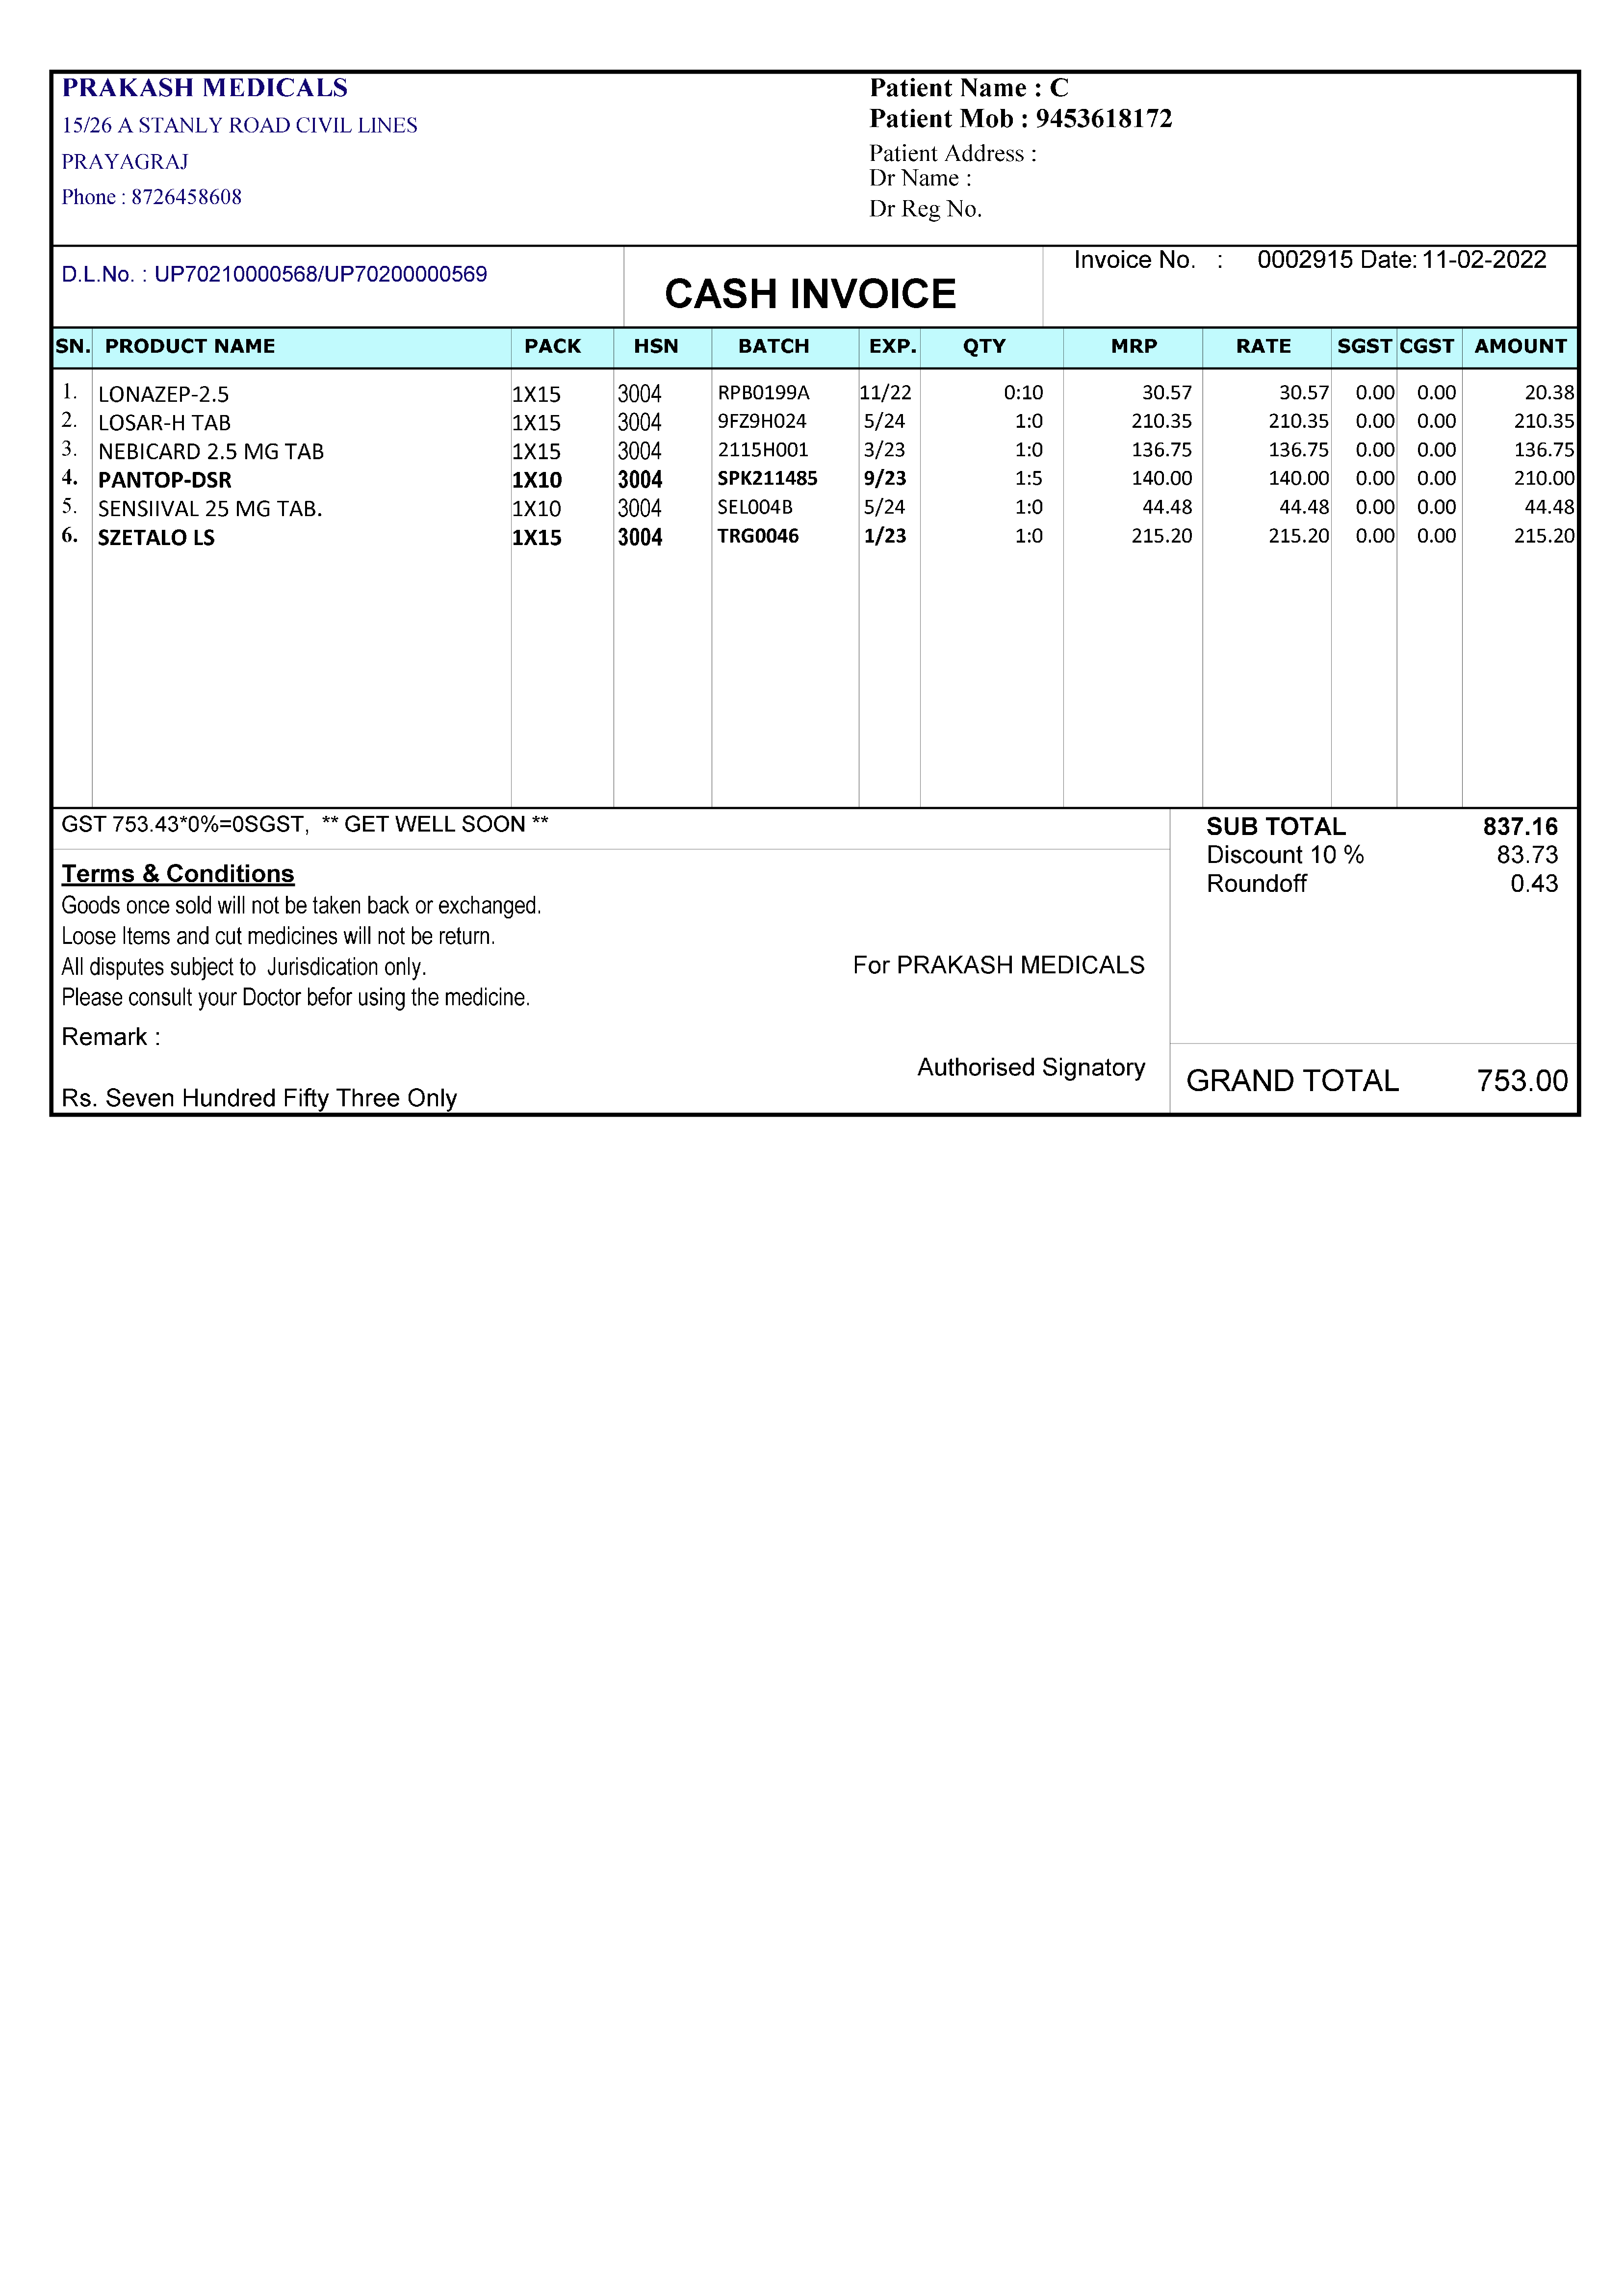 PRAKASH MEDICALS
15/26 A STANLY ROAD CIVIL LINES
PRAYAGRAJ
Phone : 8726458608
Patient Name : C
Patient Mob : 9453618172
Patient Address :
Dr Name :
Dr Reg No.
D.L.No. : UP70210000568/UP70200000569
CASH INVOICE
Invoice No. : 0002915 Date: 11-02-2022
SN. PRODUCT NAME PACK HSN BATCH EXP. QTY MRP RATE SGST CGST AMOUNT
1. LONAZEP-2.5 1X15 3004 RPB0199A 11/22 0:10 30.57 30.57 0.00 0.00 20.38
2. LOSAR-H TAB 1X15 3004 9FZ9H024 5/24 1:0 210.35 210.35 0.00 0.00 210.35
3. NEBICARD 2.5 MG TAB 1X15 3004 2115H001 3/23 1:0 136.75 136.75 0.00 0.00 136.75
4. PANTOP-DSR 1X10 3004 SPK211485 9/23 1:5 140.00 140.00 0.00 0.00 210.00
5. SENSIIVAL 25 MG TAB. 1X10 3004 SEL004B 5/24 1:0 44.48 44.48 0.00 0.00 44.48
6. SZETALO LS 1X15 3004 TRG0046 1/23 1:0 215.20 215.20 0.00 0.00 215.20
GST 753.43*0%=0SGST, ** GET WELL SOON **
Terms & Conditions
Goods once sold will not be taken back or exchanged.
Loose Items and cut medicines will not be return.
All disputes subject to Jurisdication only.
Please consult your Doctor befor using the medicine.
Remark :
Rs. Seven Hundred Fifty Three Only
For PRAKASH MEDICALS
Authorised Signatory
SUB TOTAL 837.16
Discount 10 % 83.73
Roundoff 0.43
GRAND TOTAL 753.00